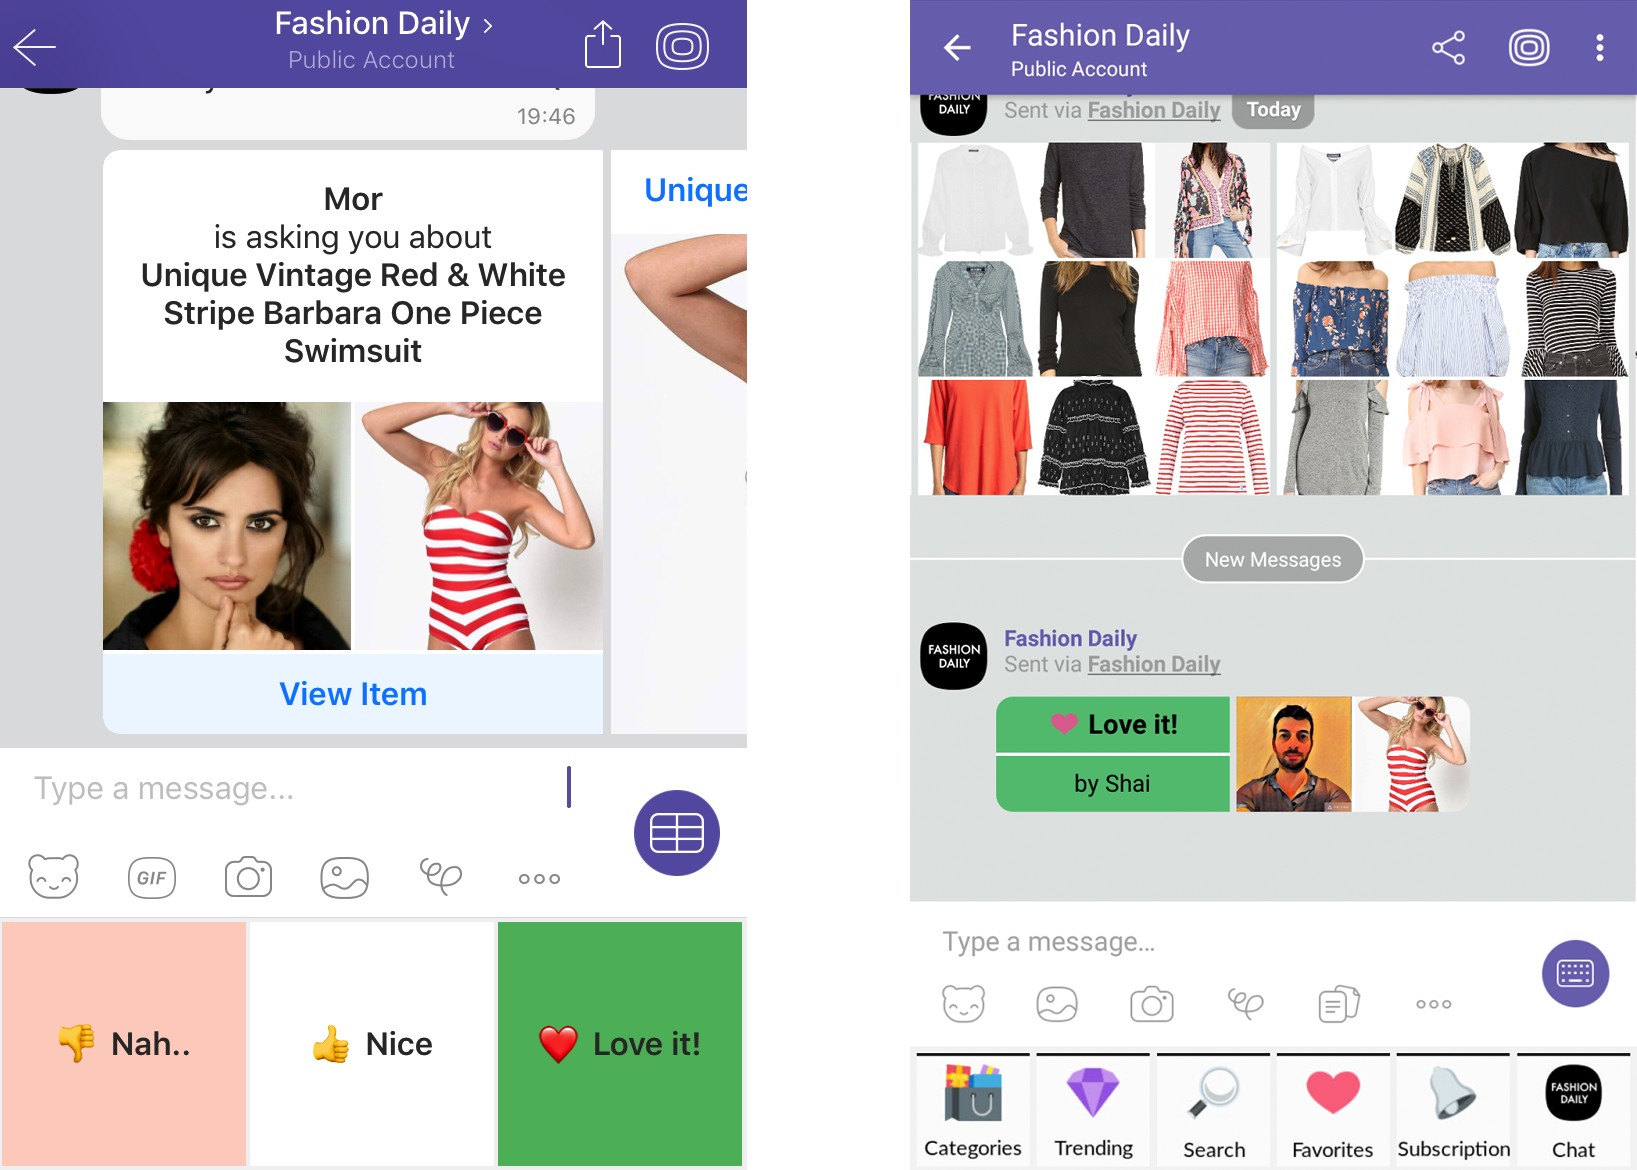 Fashion Daily
Public Account
19:46
Mor
is asking you about
Unique Vintage Red & White
Stripe Barbara One Piece
Swimsuit
View Item
Unique
Type a message...
GIF
Nah..
Nice
Love it!
Fashion Daily
Public Account
FASHION
DAILY
Sent via Fashion Daily
Today
New Messages
FASHION
DAILY
Fashion Daily
Sent via Fashion Daily
Love it!
by Shai
Type a message...
Categories
Trending
Search
Favorites
Subscription
FASHION
DAILY
Chat